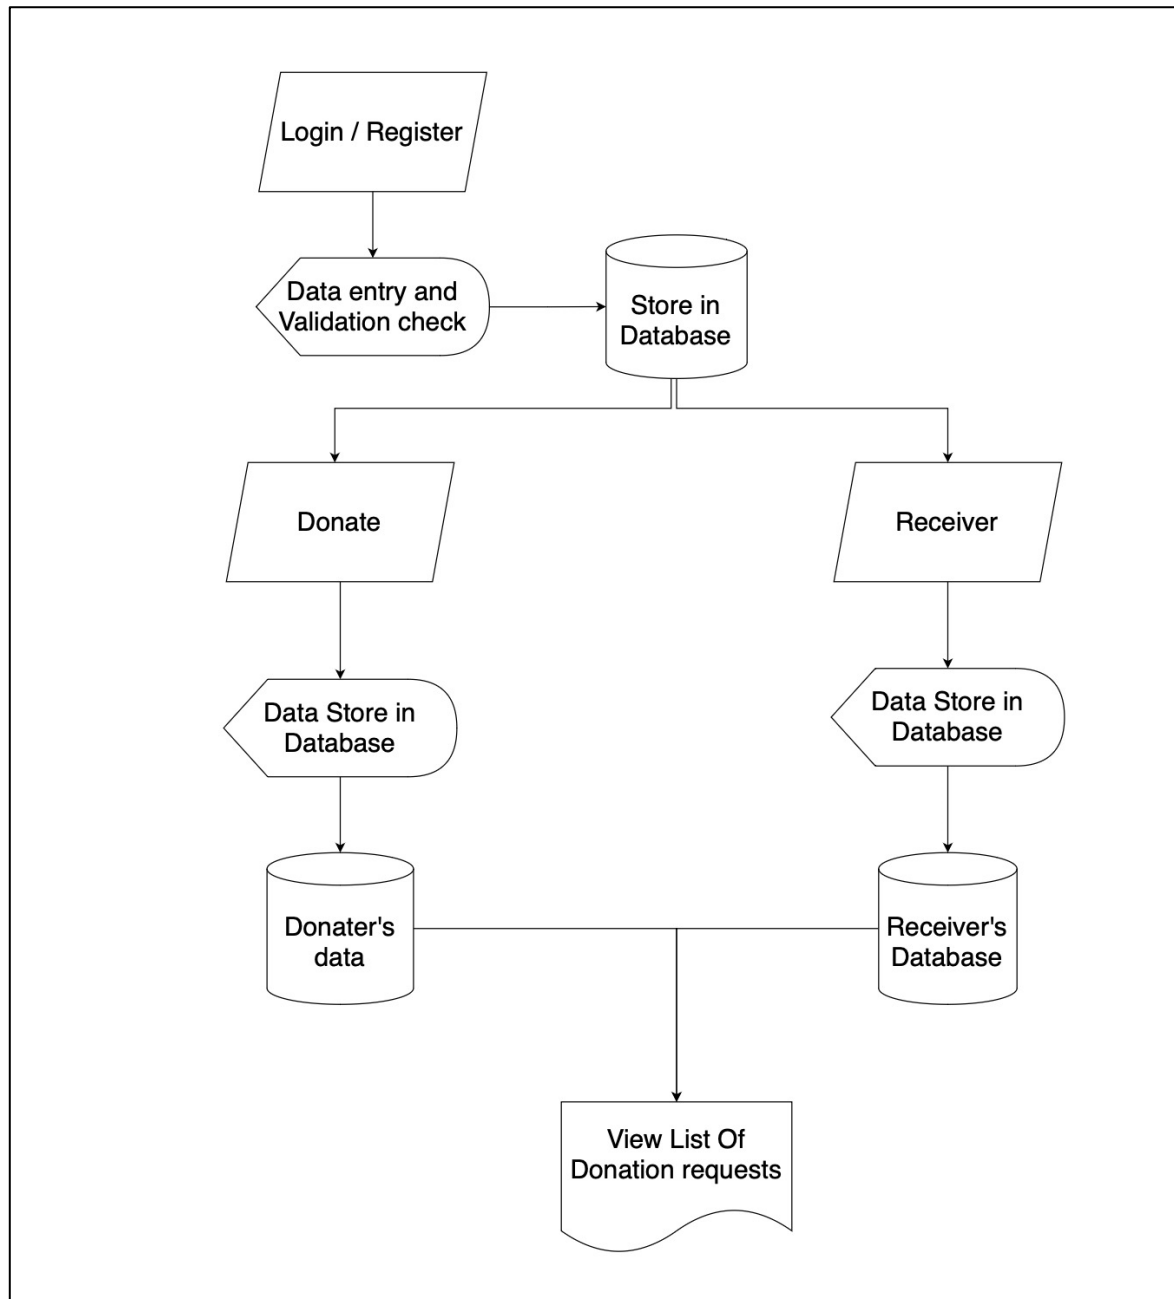 Login / Register
Data entry and
Validation check
Store in
Database
Donate
Receiver
Data Store in
Database
Data Store in
Database
Donater's
data
Receiver's
Database
View List Of
Donation requests